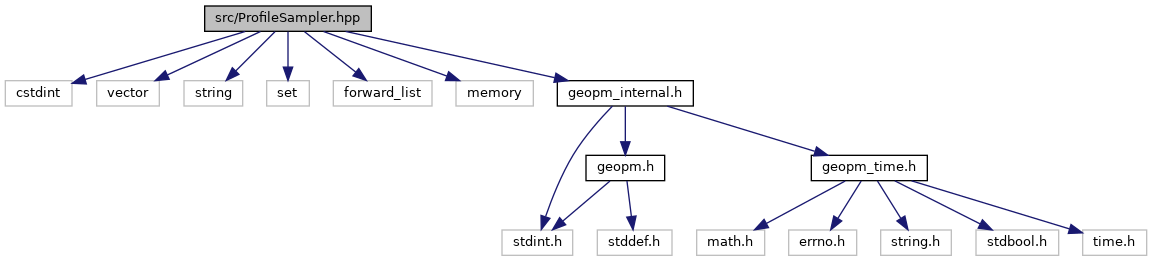 src/ProfileSampler.hpp
cstdint
vector
string
set
forward_list
memory
geopm_internal.h
geopm.h
geopm_time.h
stdint.h
stddef.h
math.h
errno.h
string.h
stdbool.h
time.h